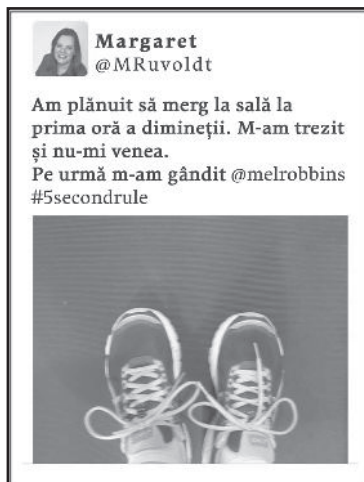 Margaret
@MRuvoldt
Am plănuit să merg la sală la
prima oră a dimineții. M-am trezit
și nu-mi venea.
Pe urmă m-am gândit @melrobbins
#5secondrule